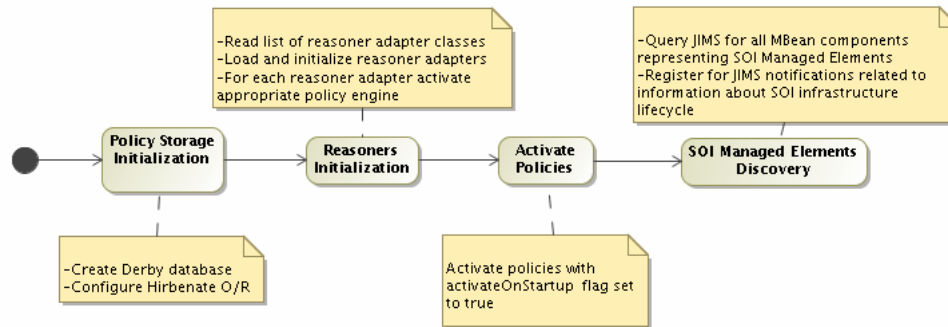 -Read list of reasoner adapter classes
-Load and initialize reasoner adapters
-For each reasoner adapter activate
appropriate policy engine
-Query JIMS for all MBean components
representing SOI Managed Elements
-Register for JIMS notifications related to
information about SOI infrastructure
lifecycle
Policy Storage
Initialization
Reasoners
Initialization
Activate
Policies
SOI Managed Elements
Discovery
-Create Derby database
-Configure Hirbenate O/R
Activate policies with
activateOnStartup flag set
to true